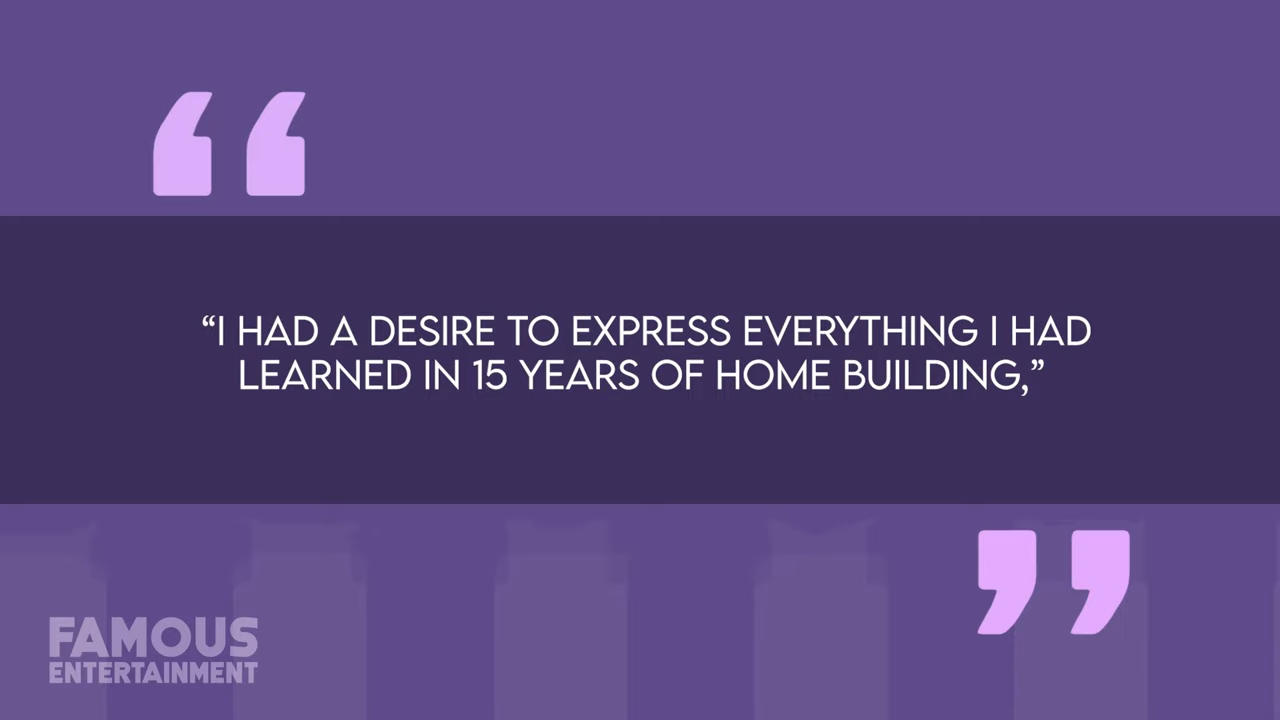 “I HAD A DESIRE TO EXPRESS EVERYTHING I HAD
LEARNED IN 15 YEARS OF HOME BUILDING,”
FAMOUS
ENTERTAINMENT